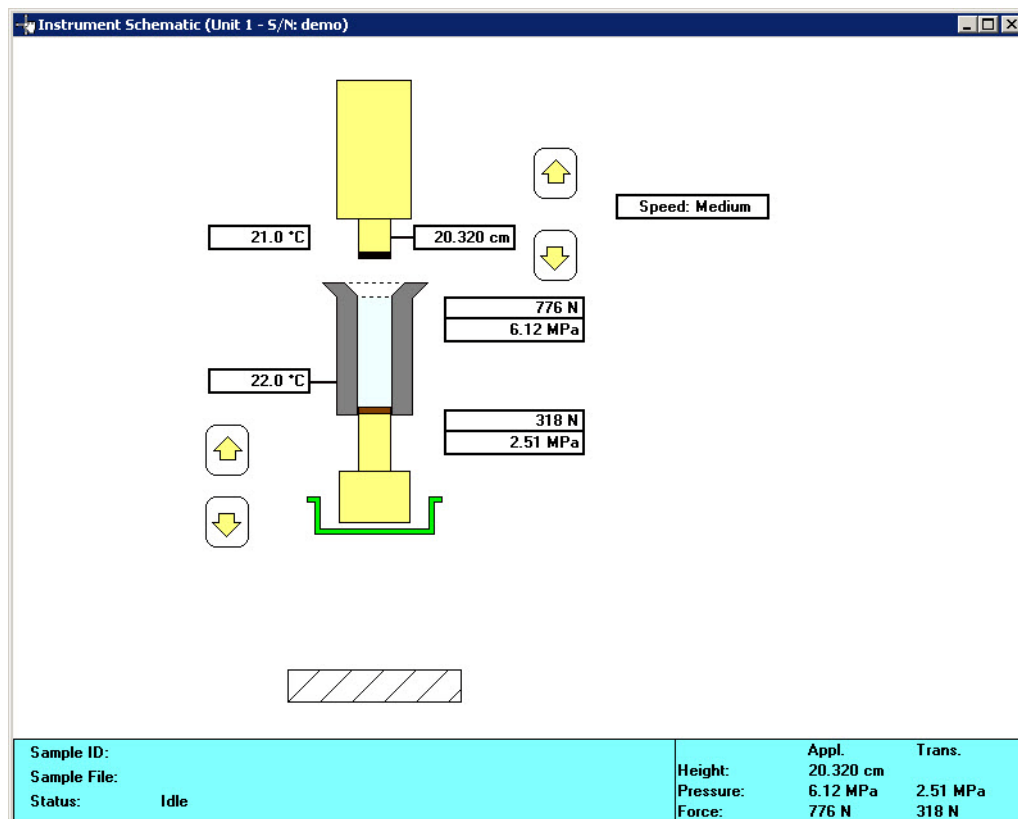 Instrument Schematic (Unit 1 - S/N: demo)
Speed: Medium
21.0 °C
20.320 cm
776 N
6.12 MPa
22.0 °C
318 N
2.51 MPa
Sample ID:
Sample File:
Status: Idle
Appl. Trans.
Height: 20.320 cm
Pressure: 6.12 MPa 2.51 MPa
Force: 776 N 318 N